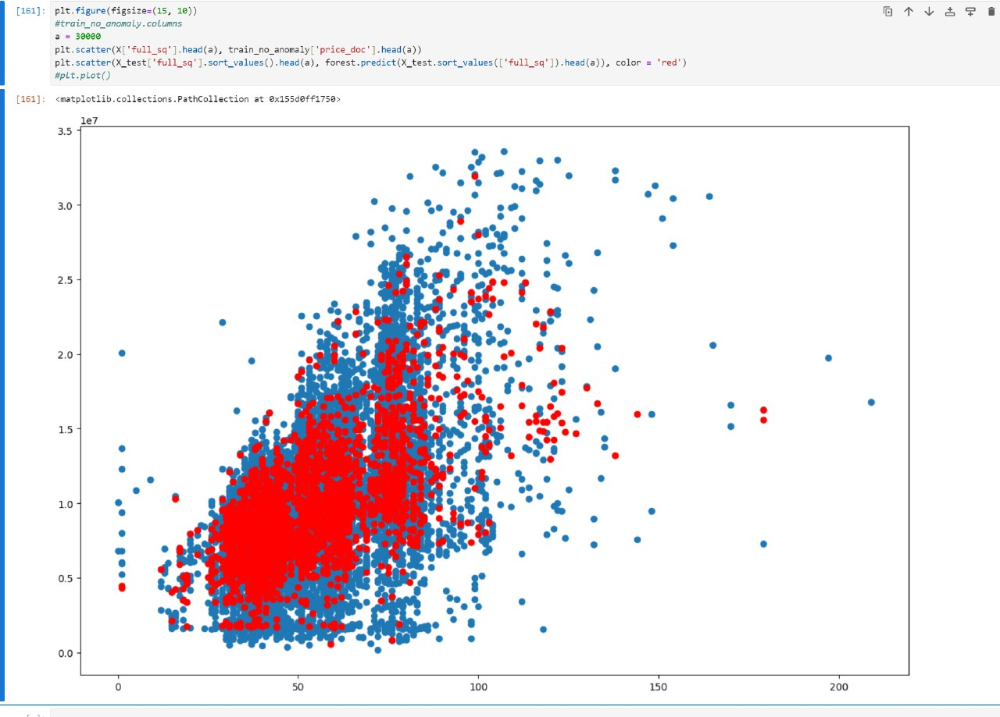 [161]: plt.figure(figsize=(15, 10))
#train_no_anomaly.columns
a = 30000
plt.scatter(X['full_sq'].head(a), train_no_anomaly['price_doc'].head(a))
plt.scatter(X_test['full_sq'].sort_values().head(a), forest.predict(X_test.sort_values(['full_sq']).head(a)), color = 'red')
#plt.plot()
[161]: <matplotlib.collections.PathCollection at 0x155d0ff1750>
1e7
3.5
3.0
2.5
2.0
1.5
1.0
0.5
0.0
0 50 100 150 200